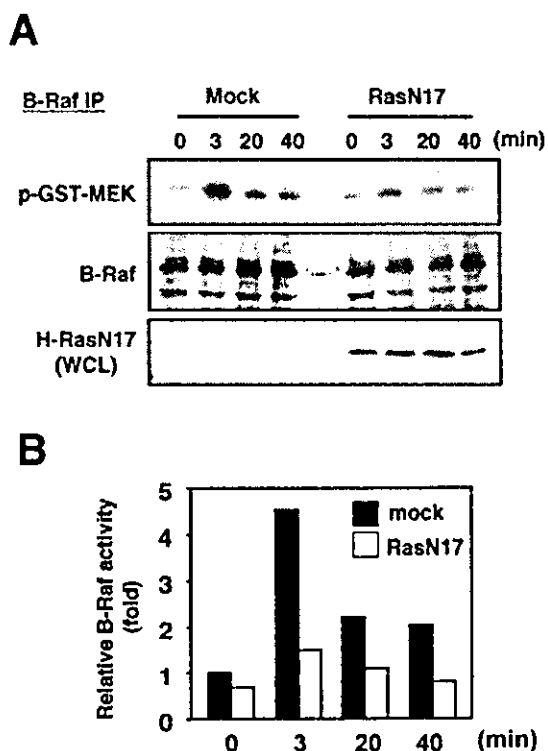 A
B-Raf IP Mock RasN17
0 3 20 40 0 3 20 40 (min)
p-GST-MEK
B-Raf
H-RasN17
(WCL)
B
Relative B-Raf activity
(fold)
5
4
3
2
1
0
mock
RasN17
0 3 20 40 (min)